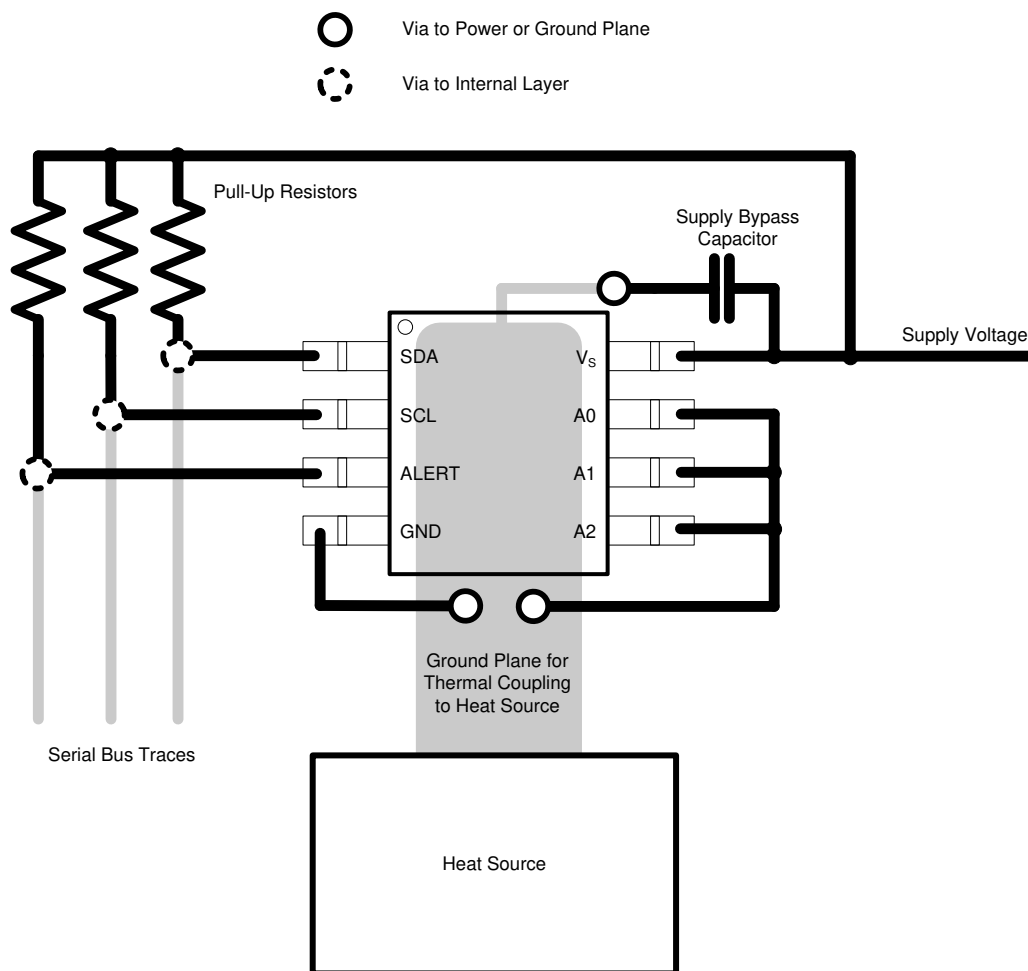 Via to Power or Ground Plane
Via to Internal Layer
Pull-Up Resistors
Supply Bypass
Capacitor
Supply Voltage
SDA
VS
SCL
A0
ALERT
A1
GND
A2
Ground Plane for
Thermal Coupling
to Heat Source
Serial Bus Traces
Heat Source